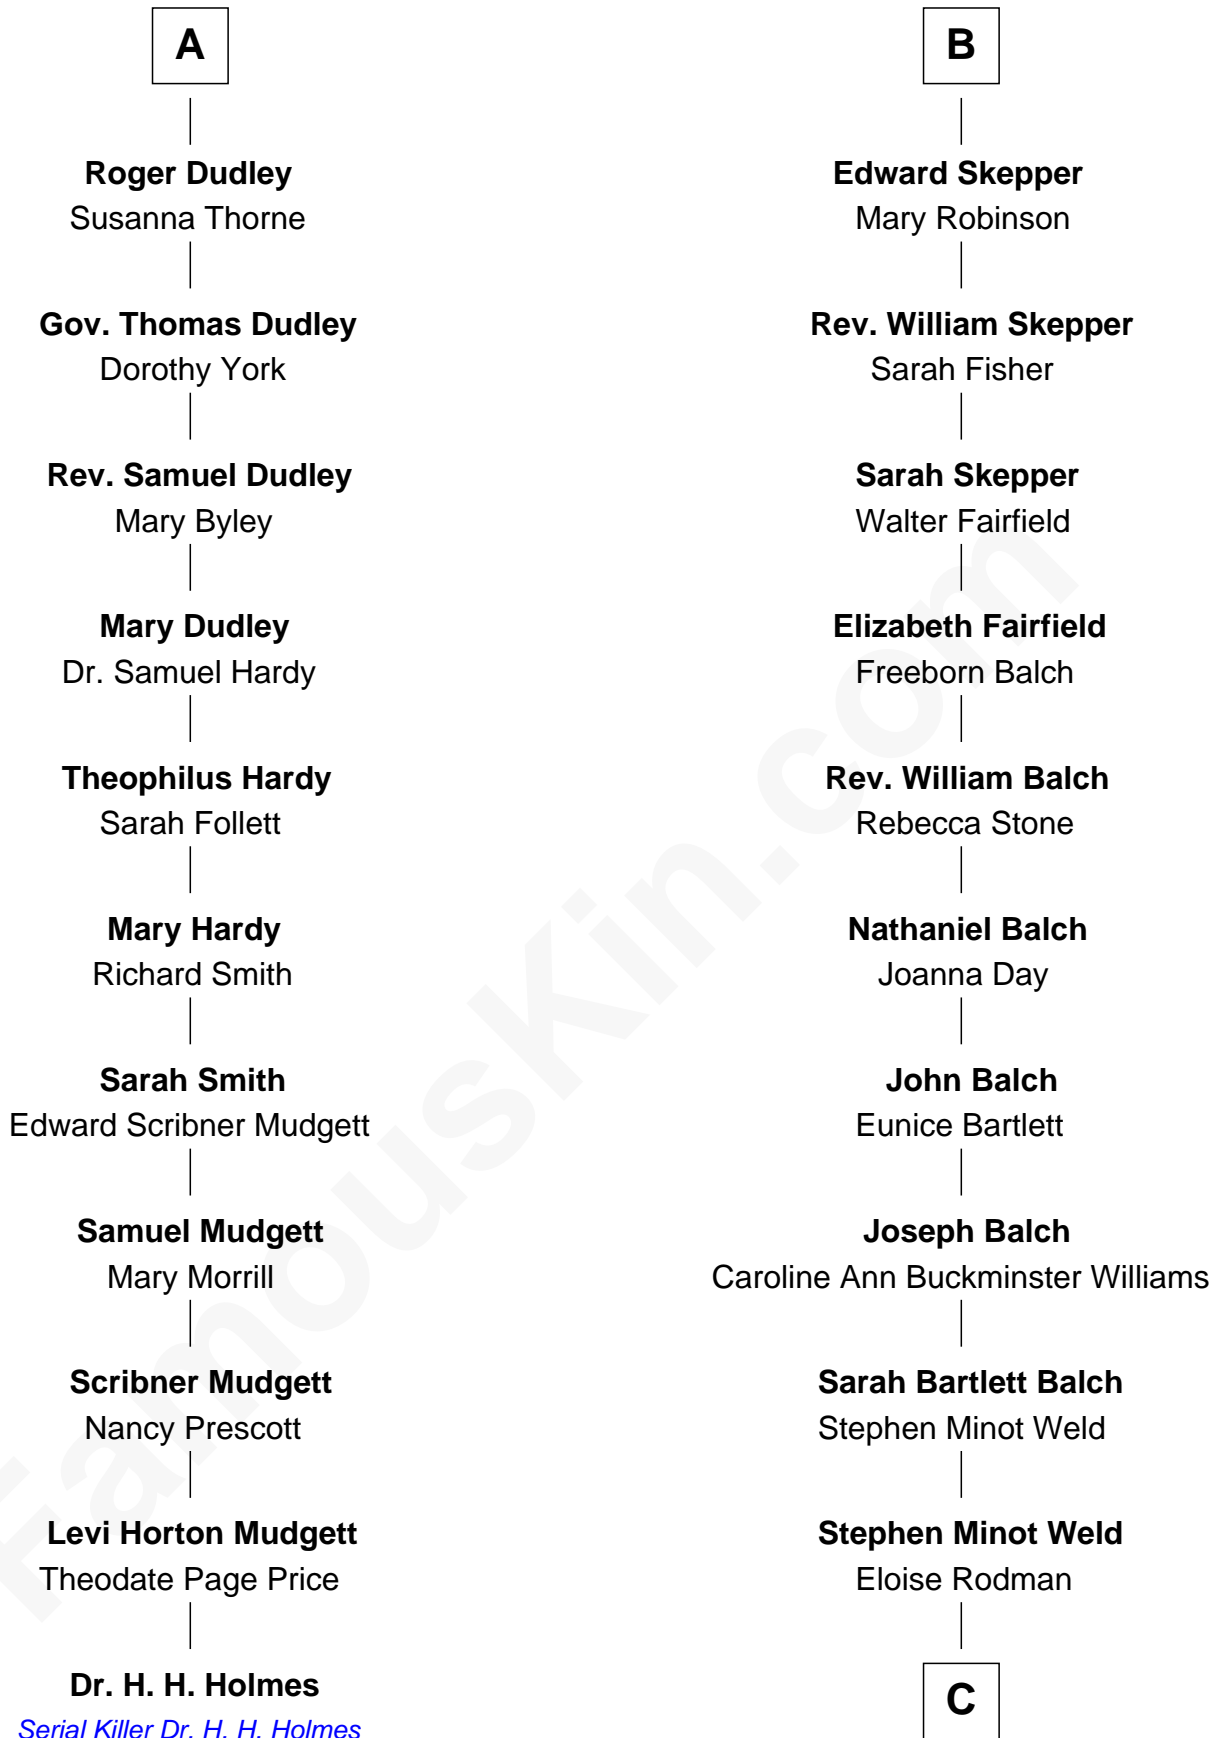 A
Roger Dudley
Susanna Thorne
Gov. Thomas Dudley
Dorothy York
Rev. Samuel Dudley
Mary Byley
Mary Dudley
Dr. Samuel Hardy
Theophilus Hardy
Sarah Follett
Mary Hardy
Richard Smith
Sarah Smith
Edward Scribner Mudgett
Samuel Mudgett
Mary Morrill
Scribner Mudgett
Nancy Prescott
Levi Horton Mudgett
Theodate Page Price
Dr. H. H. Holmes
Serial Killer Dr. H. H. Holmes
B
Edward Skepper
Mary Robinson
Rev. William Skepper
Sarah Fisher
Sarah Skepper
Walter Fairfield
Elizabeth Fairfield
Freeborn Balch
Rev. William Balch
Rebecca Stone
Nathaniel Balch
Joanna Day
John Balch
Eunice Bartlett
Joseph Balch
Caroline Ann Buckminster Williams
Sarah Bartlett Balch
Stephen Minot Weld
Stephen Minot Weld
Eloise Rodman
C
FamousKin.com